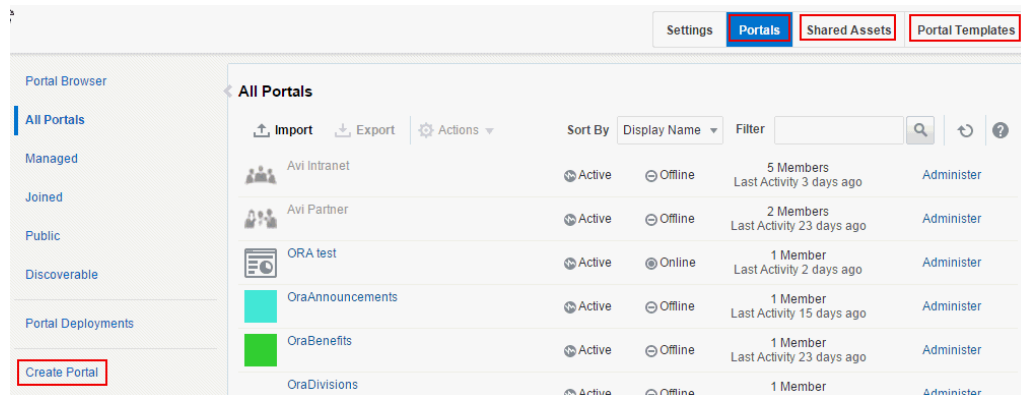 Settings Portals Shared Assets Portal Templates
Portal Browser
All Portals
Managed
Joined
Public
Discoverable
Portal Deployments
Create Portal
All Portals
Import Export Actions Sort By Display Name Filter
Avi Intranet Active Offline 5 Members Administer
Last Activity 3 days ago
Avi Partner Active Offline 2 Members Administer
Last Activity 23 days ago
ORA test Active Online 1 Member Administer
Last Activity 2 days ago
OraAnnouncements Active Offline 1 Member Administer
Last Activity 15 days ago
OraBenefits Active Offline 1 Member Administer
Last Activity 23 days ago
OraDivisions Active Offline 1 Member Administer